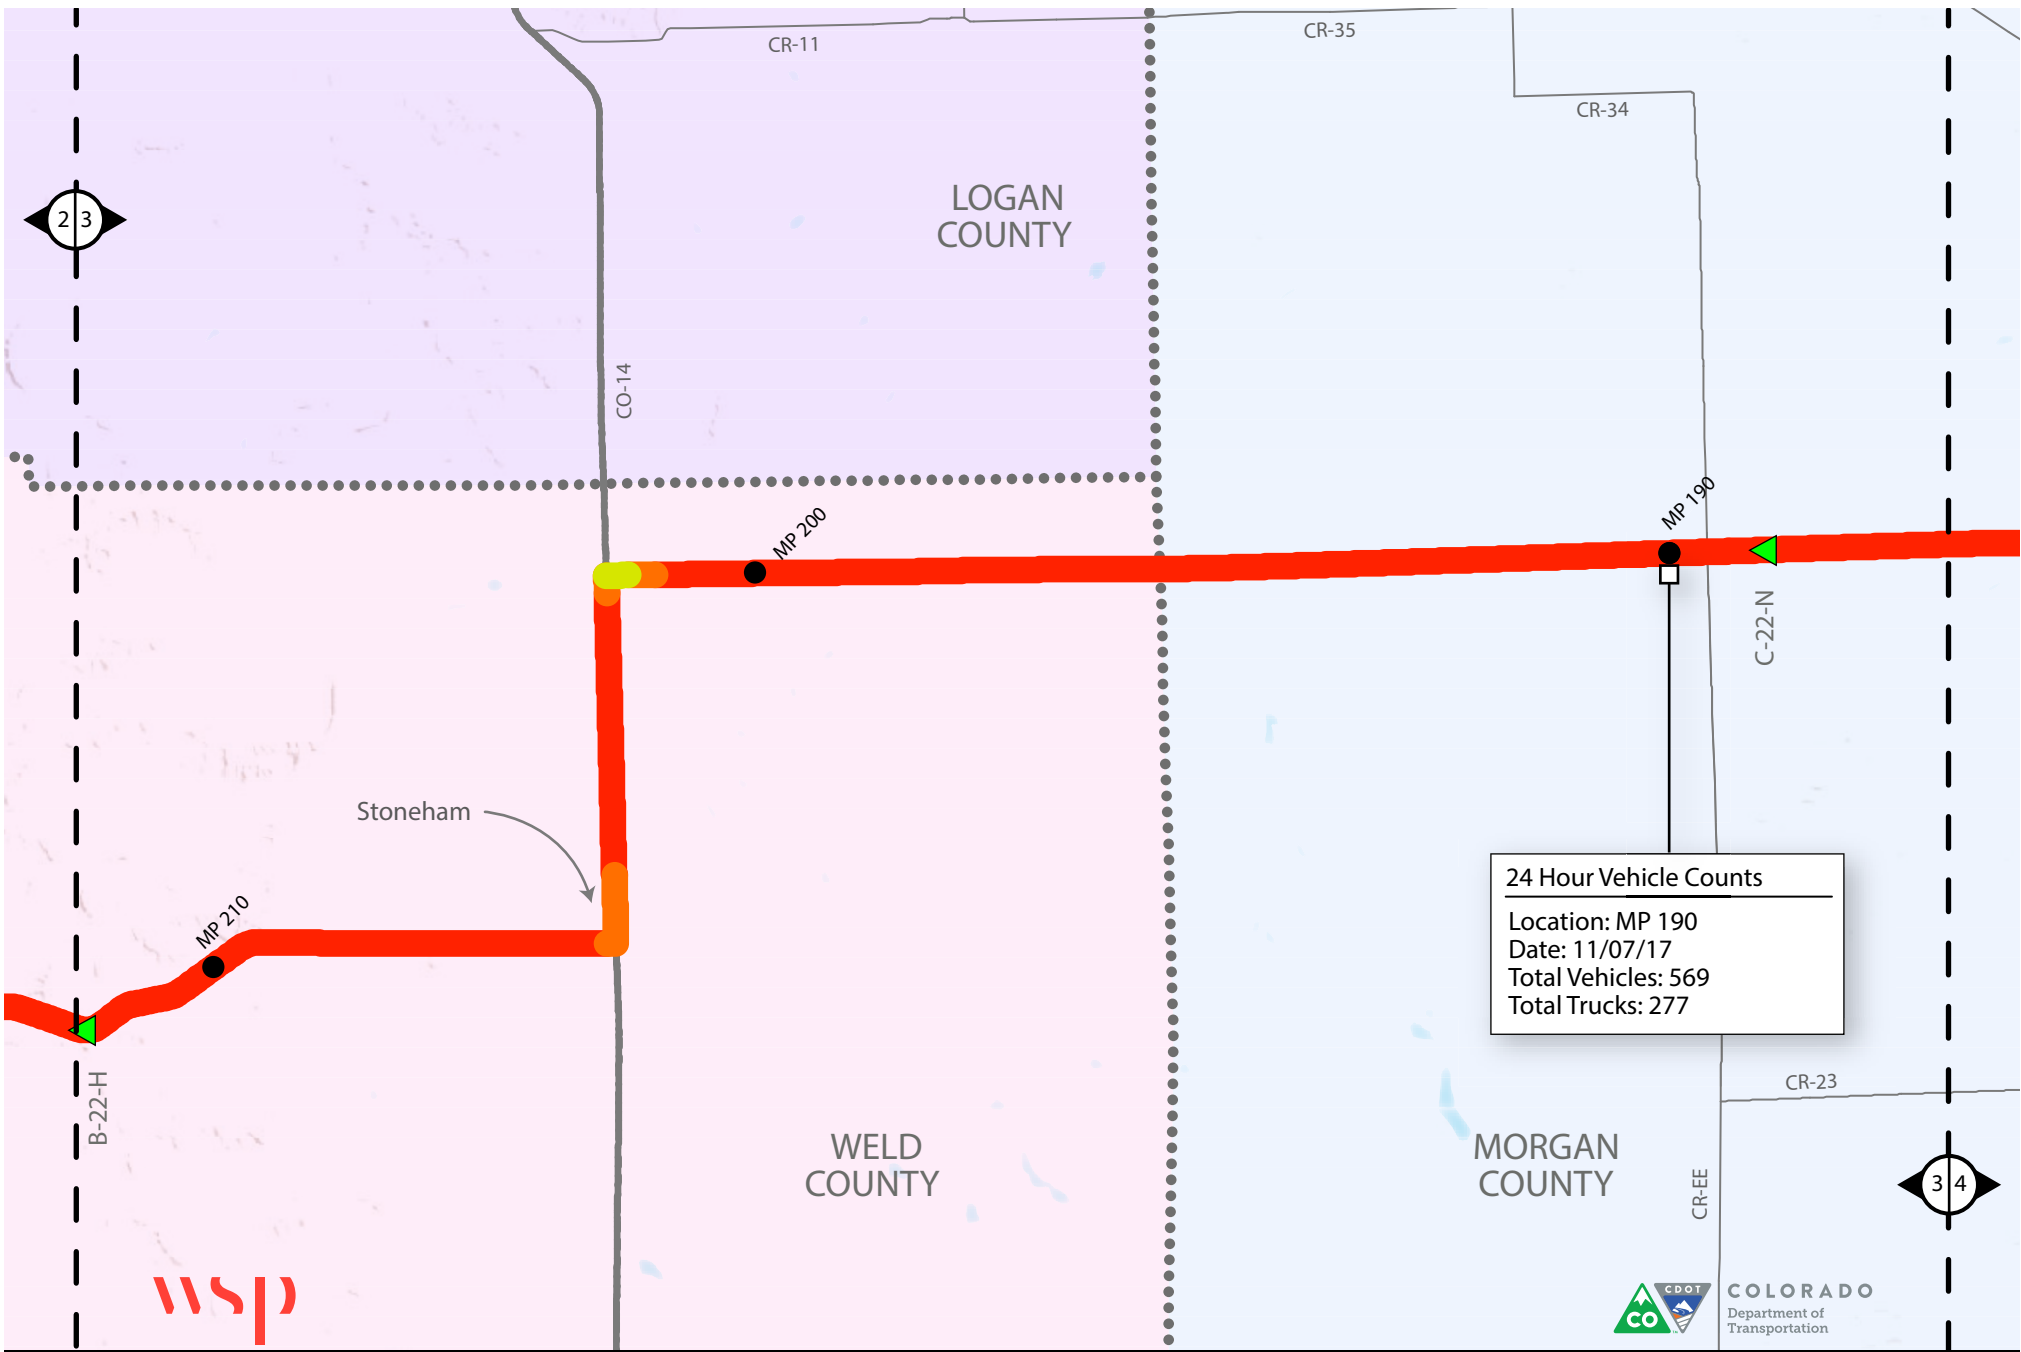 CR-11
CR-35
CR-34
LOGAN
COUNTY
2 3
CO-14
MP 200
MP 190
C-22-N
Stoneham
MP 210
24 Hour Vehicle Counts
Location: MP 190
Date: 11/07/17
Total Vehicles: 569
Total Trucks: 277
B-22-H
CR-23
WELD
COUNTY
MORGAN
COUNTY
CR-EE
3 4
wsp
CO
CDOT
COLORADO
Department of
Transportation